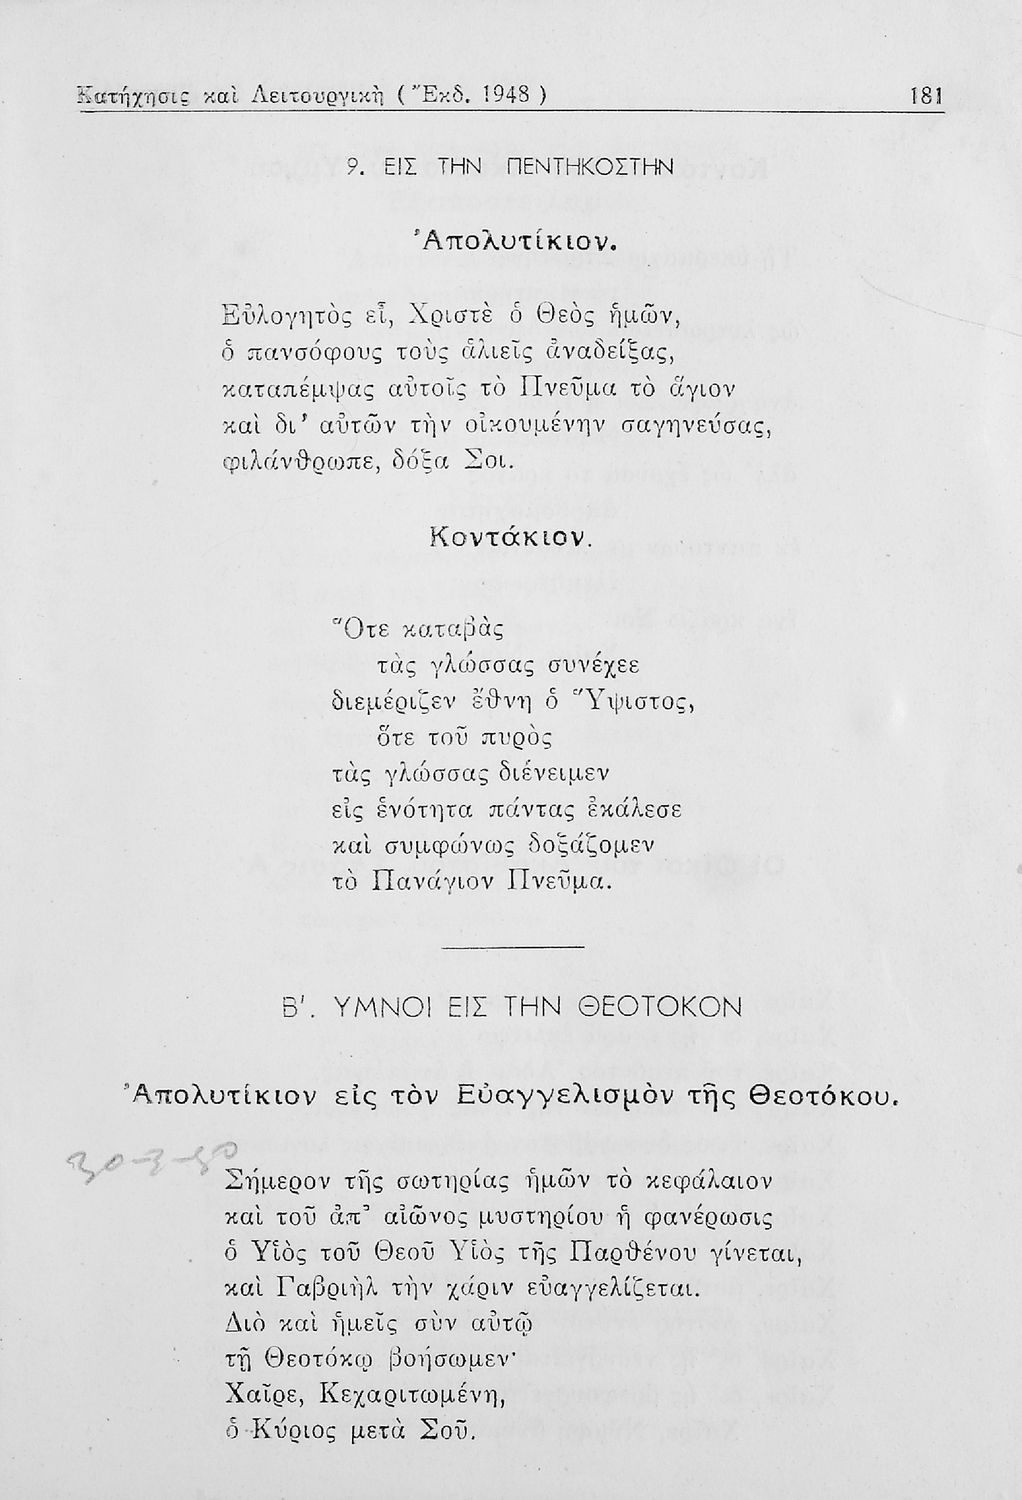 Κατήχησις καὶ Λειτουργικὴ ( Ἔκδ. 1948 ) 181
9. ΕΙΣ ΤΗΝ ΠΕΝΤΗΚΟΣΤΗΝ
Ἀπολυτίκιον.
Εὐλογητὸς εἶ, Χριστὲ ὁ Θεὸς ἡμῶν,
ὁ πανσόφους τοὺς ἁλιεῖς ἀναδείξας,
καταπέμψας αὐτοῖς τὸ Πνεῦμα τὸ ἅγιον
καὶ δι' αὐτῶν τὴν οἰκουμένην σαγηνεύσας,
φιλάνθρωπε, δόξα Σοι.
Κοντάκιον.
Ὅτε καταβὰς
τὰς γλώσσας συνέχεε
διεμέριζεν ἔθνη ὁ Ὕψιστος,
ὅτε τοῦ πυρὸς
τὰς γλώσσας διένειμεν
εἰς ἑνότητα πάντας ἐκάλεσε
καὶ συμφώνως δοξάζομεν
τὸ Πανάγιον Πνεῦμα.
Β'. ΥΜΝΟΙ ΕΙΣ ΤΗΝ ΘΕΟΤΟΚΟΝ
Ἀπολυτίκιον εἰς τὸν Εὐαγγελισμὸν τῆς Θεοτόκου.
Σήμερον τῆς σωτηρίας ἡμῶν τὸ κεφάλαιον
καὶ τοῦ ἀπ' αἰῶνος μυστηρίου ἡ φανέρωσις
ὁ Υἱὸς τοῦ Θεοῦ Υἱὸς τῆς Παρθένου γίνεται,
καὶ Γαβριὴλ τὴν χάριν εὐαγγελίζεται.
Διὸ καὶ ἡμεῖς σὺν αὐτῷ
τῇ Θεοτόκῳ βοήσωμεν·
Χαῖρε, Κεχαριτωμένη,
ὁ Κύριος μετὰ Σοῦ.